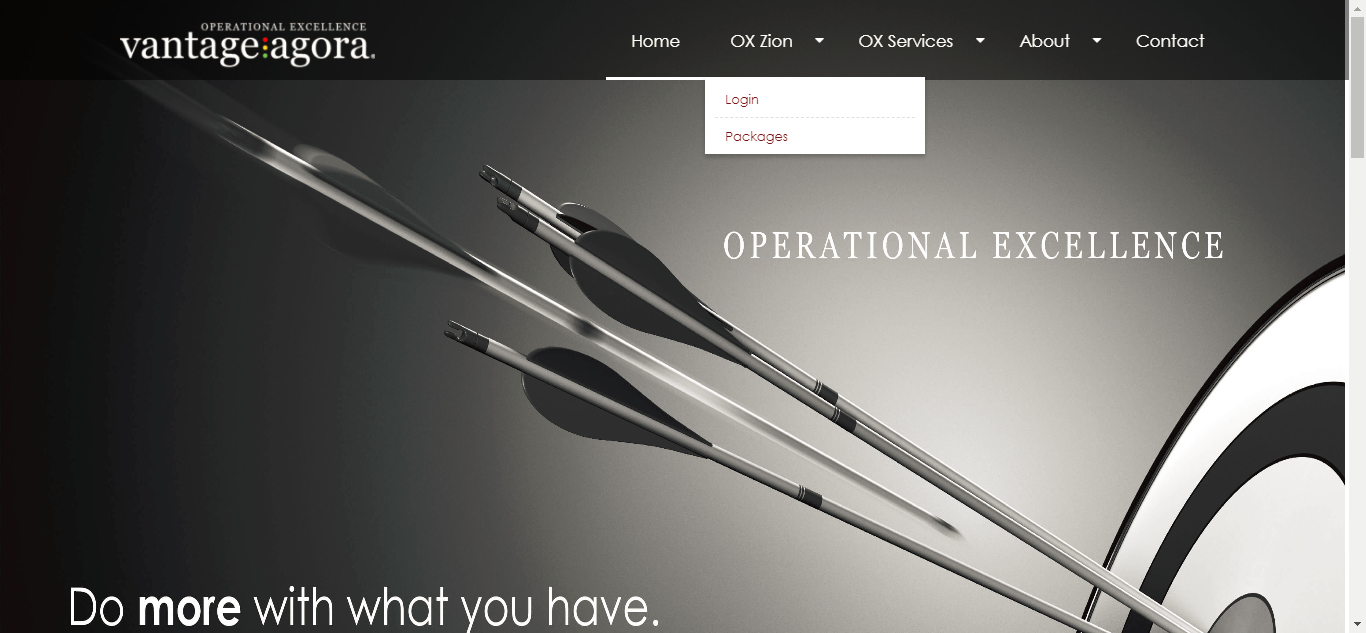 OPERATIONAL EXCELLENCE
vantage:agora®
Home OX Zion OX Services About Contact
Login
Packages
OPERATIONAL EXCELLENCE
Do more with what you have.